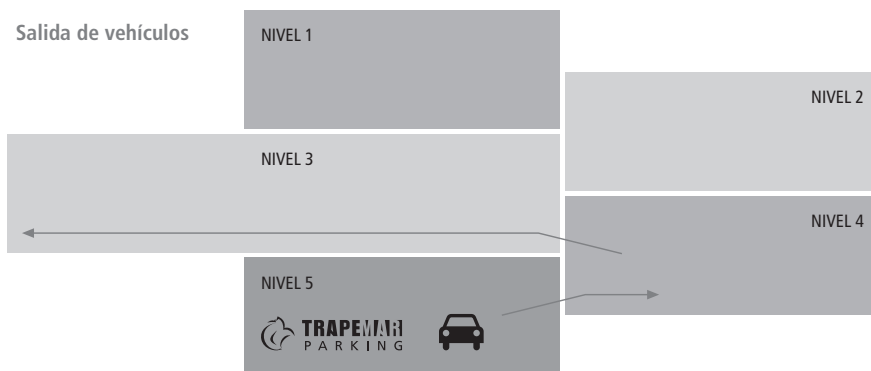 Salida de vehículos
NIVEL 1
NIVEL 2
NIVEL 3
NIVEL 4
NIVEL 5
TRAPEMAR
PARKING